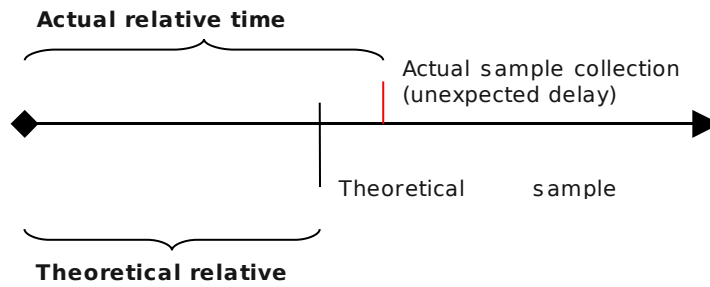 Actual relative time
Actual sample collection
(unexpected delay)
Theoretical sample
Theoretical relative